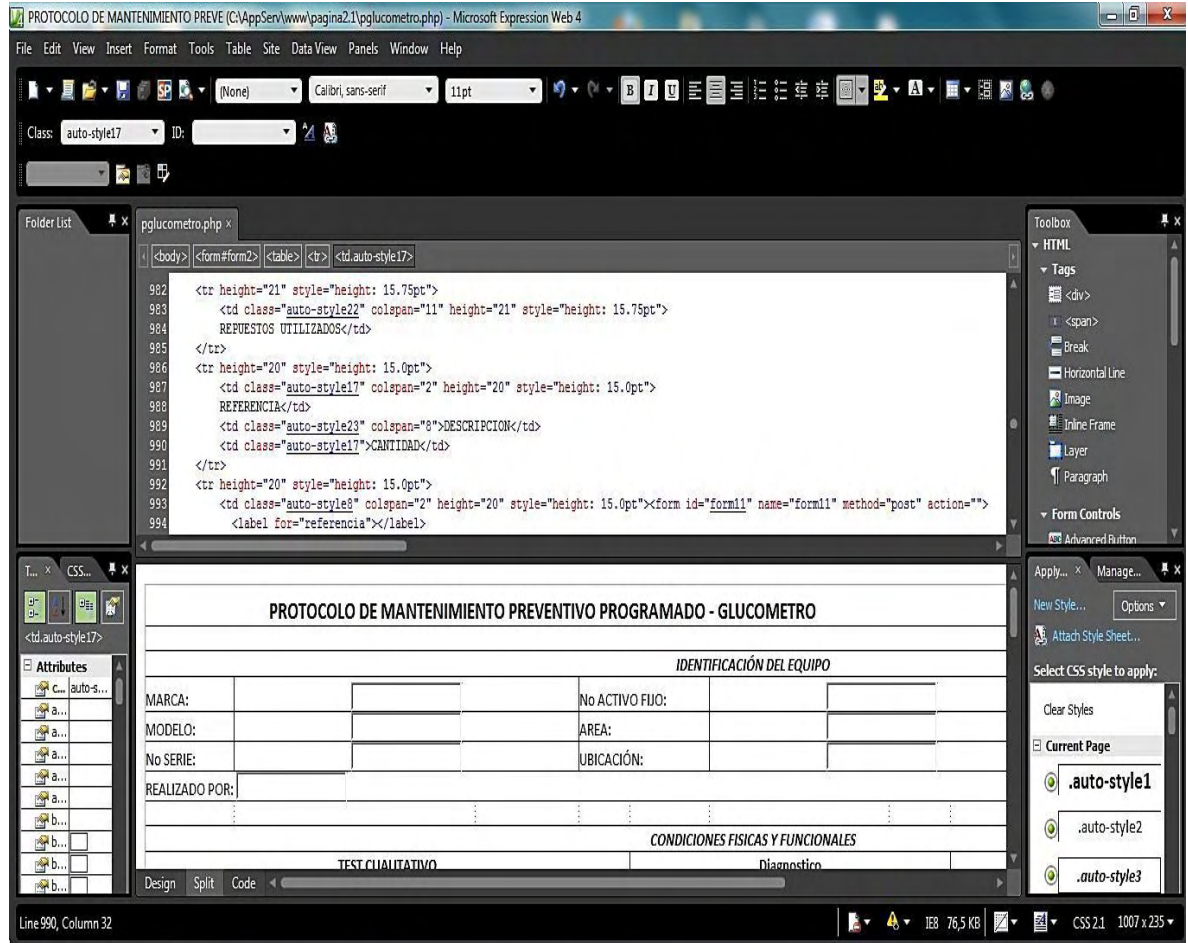 PROTOCOLO DE MANTENIMIENTO PREVE (C:\AppServ\www\pagina2.1\pglucometro.php) - Microsoft Expression Web 4
File Edit View Insert Format Tools Table Site Data View Panels Window Help
(None) Calibri, sans-serif 11pt B I U
Class: auto-style17 ID:
Folder List
pglucometro.php ×
<body> <form#form2> <table> <tr> <td.auto-style17>
982 <tr height="21" style="height: 15.75pt">
983 <td class="auto-style22" colspan="11" height="21" style="height: 15.75pt">
984 REPUESTOS UTILIZADOS</td>
985 </tr>
986 <tr height="20" style="height: 15.0pt">
987 <td class="auto-style17" colspan="2" height="20" style="height: 15.0pt">
988 REFERENCIA</td>
989 <td class="auto-style23" colspan="8">DESCRIPCION</td>
990 <td class="auto-style17">CANTIDAD</td>
991 </tr>
992 <tr height="20" style="height: 15.0pt">
993 <td class="auto-style8" colspan="2" height="20" style="height: 15.0pt"><form id="form11" name="form11" method="post" action="">
994 <label for="referencia"></label>
Toolbox
HTML
Tags
<div>
<span>
Break
Horizontal Line
Image
Inline Frame
Layer
Paragraph
Form Controls
Advanced Button
T... × CSS...
<td.auto-style17>
Attributes
c... auto-s...
a...
a...
a...
a...
a...
b...
b...
b...
b...
PROTOCOLO DE MANTENIMIENTO PREVENTIVO PROGRAMADO - GLUCOMETRO
IDENTIFICACIÓN DEL EQUIPO
MARCA: No ACTIVO FIJO:
MODELO: AREA:
No SERIE: UBICACIÓN:
REALIZADO POR:
CONDICIONES FISICAS Y FUNCIONALES
TEST CUALITATIVO Diagnostico
Design Split Code
Apply... × Manage...
New Style... Options
Attach Style Sheet...
Select CSS style to apply:
Clear Styles
Current Page
.auto-style1
.auto-style2
.auto-style3
Line 990, Column 32 IE8 76,5 KB CSS 2.1 1007 x 235